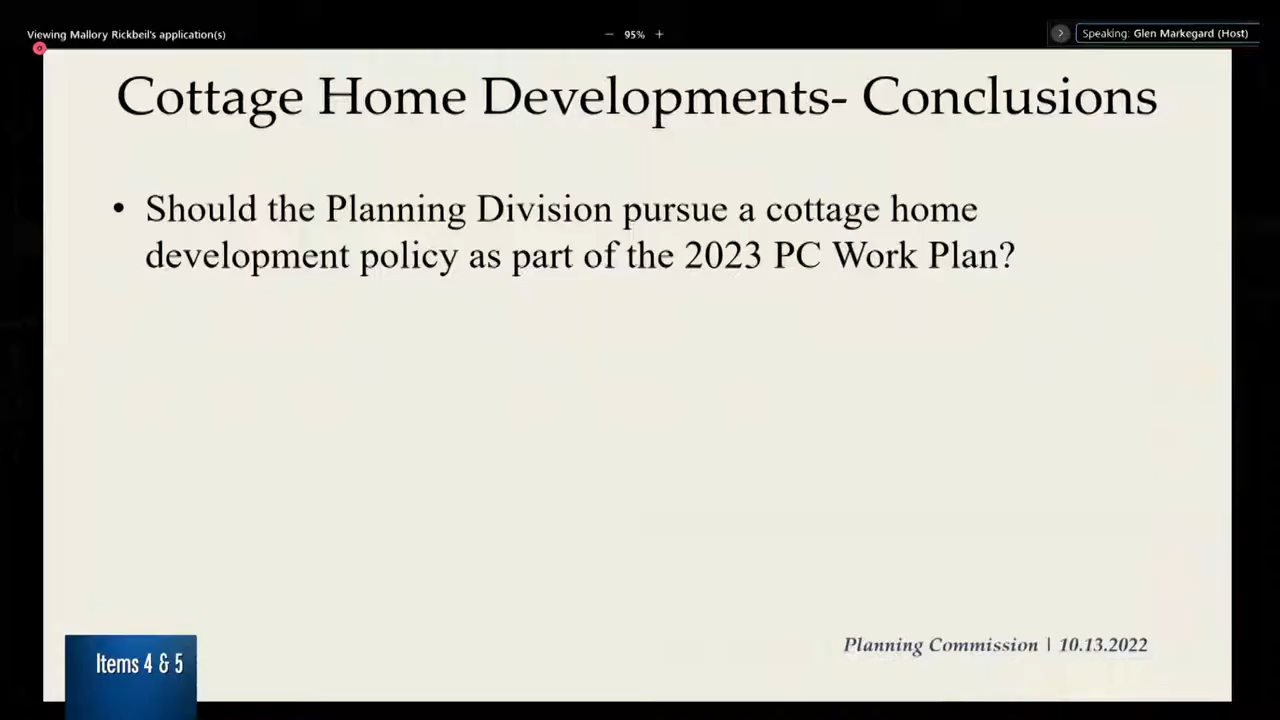 Viewing Mallory Rickbeil's application(s)
− 95% +
Speaking: Glen Markegard (Host)
Cottage Home Developments- Conclusions
• Should the Planning Division pursue a cottage home
development policy as part of the 2023 PC Work Plan?
Planning Commission | 10.13.2022
Items 4 & 5